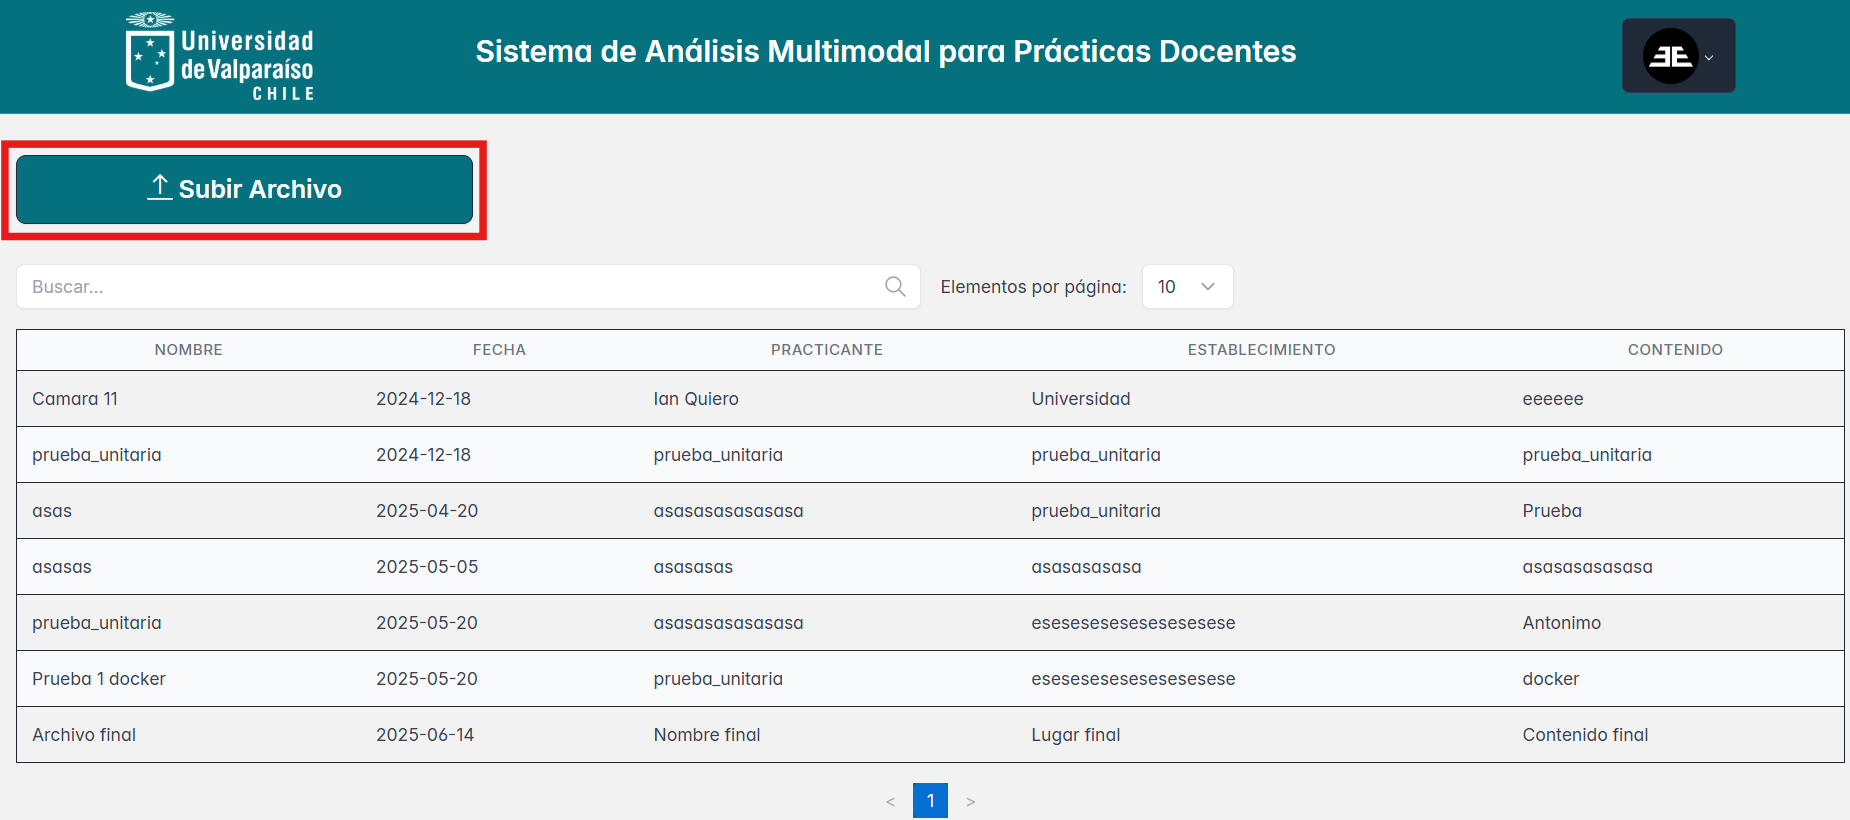 Universidad
de Valparaíso
CHILE
Sistema de Análisis Multimodal para Prácticas Docentes
Subir Archivo
Buscar...
Elementos por página: 10
NOMBRE FECHA PRACTICANTE ESTABLECIMIENTO CONTENIDO
Camara 11 2024-12-18 Ian Quiero Universidad eeeeee
prueba_unitaria 2024-12-18 prueba_unitaria prueba_unitaria prueba_unitaria
asas 2025-04-20 asasasasasasasa prueba_unitaria Prueba
asasas 2025-05-05 asasasas asasasasasa asasasasasasa
prueba_unitaria 2025-05-20 asasasasasasasa esesesesesesesesesese Antonimo
Prueba 1 docker 2025-05-20 prueba_unitaria esesesesesesesesesese docker
Archivo final 2025-06-14 Nombre final Lugar final Contenido final
< 1 >